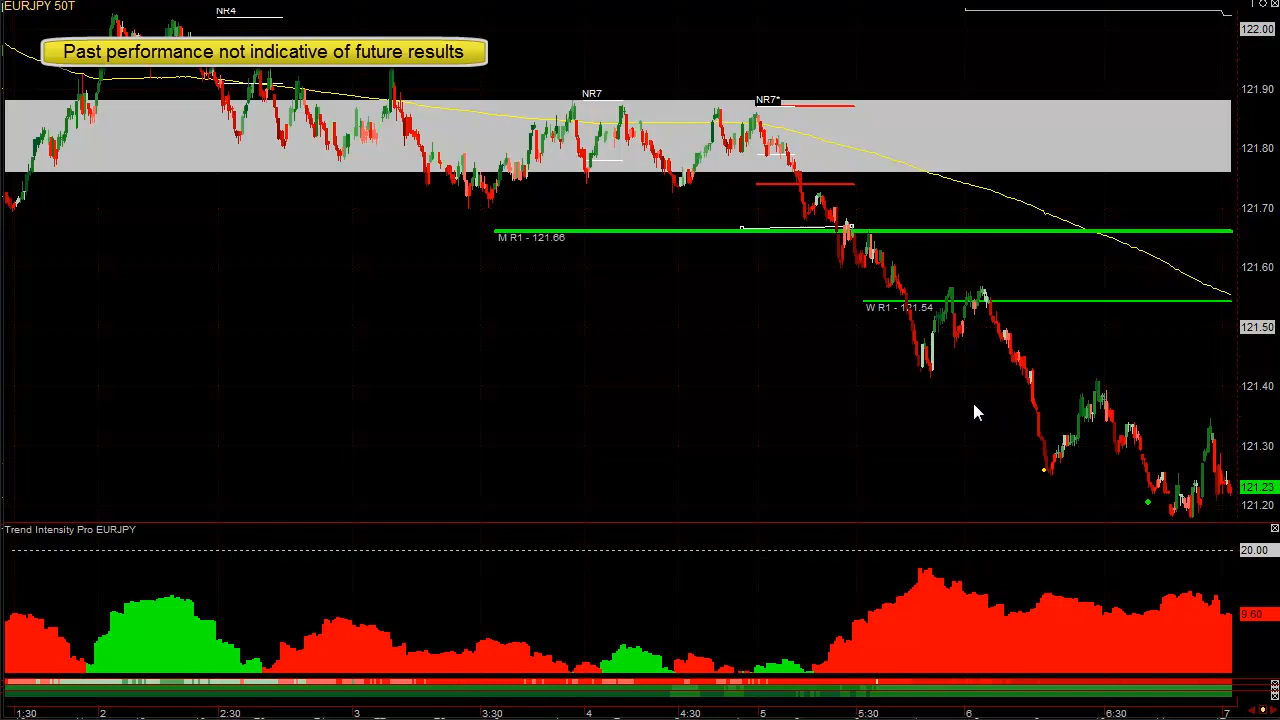 EURJPY 50T
NR4
122.00
Past performance not indicative of future results
121.90
NR7
NR7*
121.80
121.70
M R1 - 121.66
121.60
W R1 - 121.54
121.50
121.40
121.30
121.23
121.20
Trend Intensity Pro EURJPY
20.00
9.60
1:30 2 2:30 3 3:30 4 4:30 5 5:30 6 6:30 7